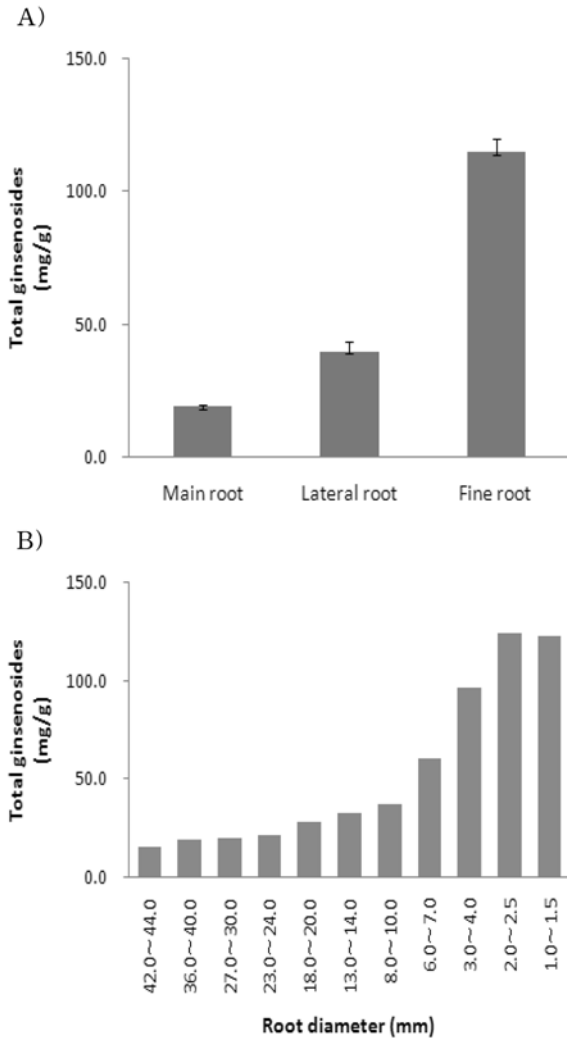 A)
Total ginsenosides
(mg/g)
150.0
100.0
50.0
0.0
Main root
Lateral root
Fine root
B)
Total ginsenosides
(mg/g)
150.0
100.0
50.0
0.0
42.0～44.0
36.0～40.0
27.0～30.0
23.0～24.0
18.0～20.0
13.0～14.0
8.0～10.0
6.0～7.0
3.0～4.0
2.0～2.5
1.0～1.5
Root diameter (mm)